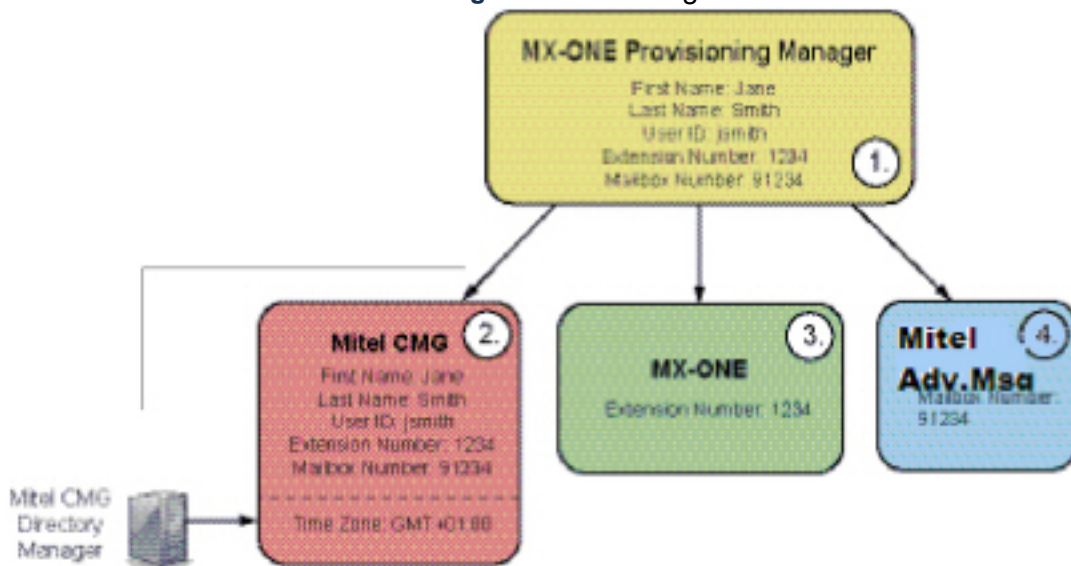 MX-ONE Provisioning Manager
First Name: Jane
Last Name: Smith
User ID: jsmith
Extension Number: 1234
Mailbox Number: 91234
1.
Mitel CMG
2.
First Name: Jane
Last Name: Smith
User ID: jsmith
Extension Number: 1234
Mailbox Number: 91234
Time Zone: GMT
MX-ONE
3.
Extension Number: 1234
Mitel
4.
Adv.Msg
Mailbox Number:
91234
Mitel CMG
Directory
Manager